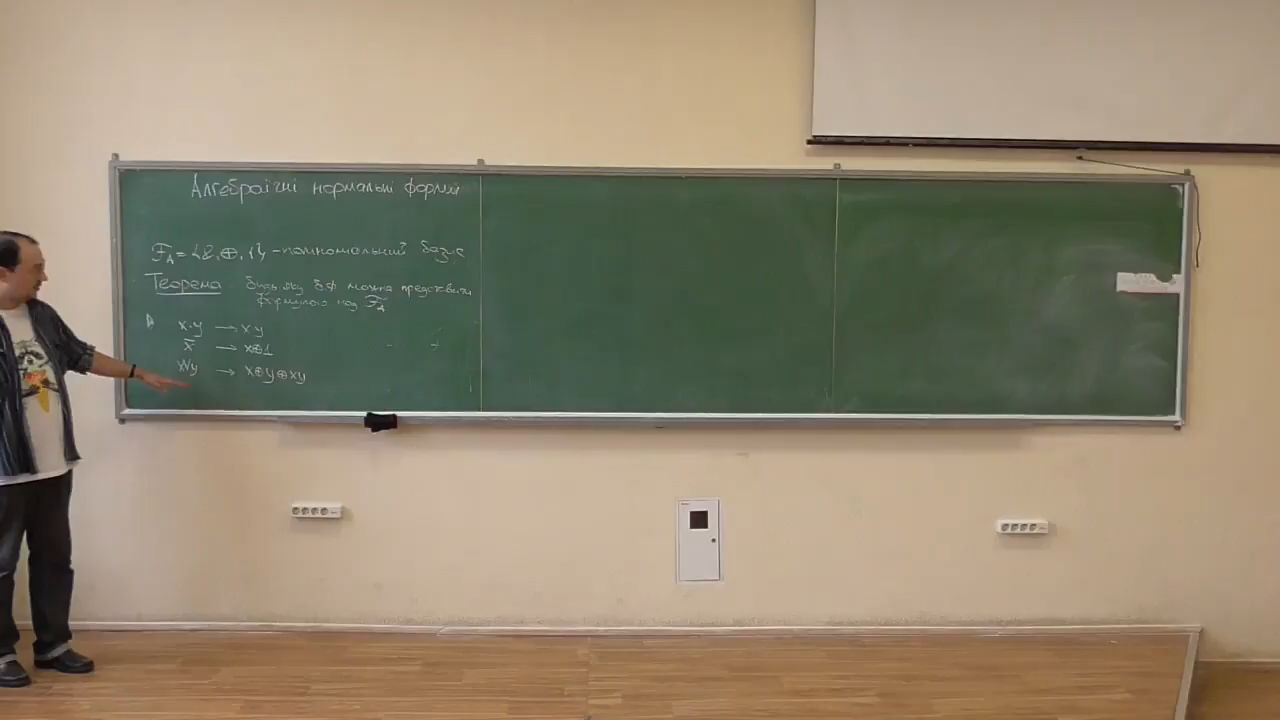 Алгебраїчні нормальні форми
F_A = {&, ⊕, 1} - поліноміальний базис
Теорема Будь яку БФ можна представити
формулою над F_A
x·y → xy
x̄ → x⊕1
x∨y → x⊕y⊕xy